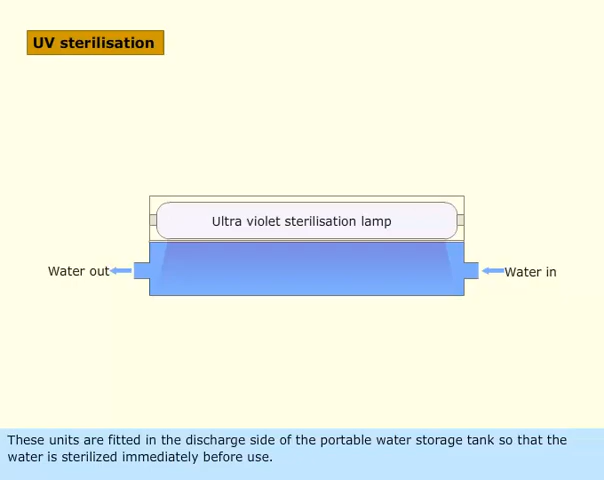 UV sterilisation
Ultra violet sterilisation lamp
Water out
Water in
These units are fitted in the discharge side of the portable water storage tank so that the
water is sterilized immediately before use.